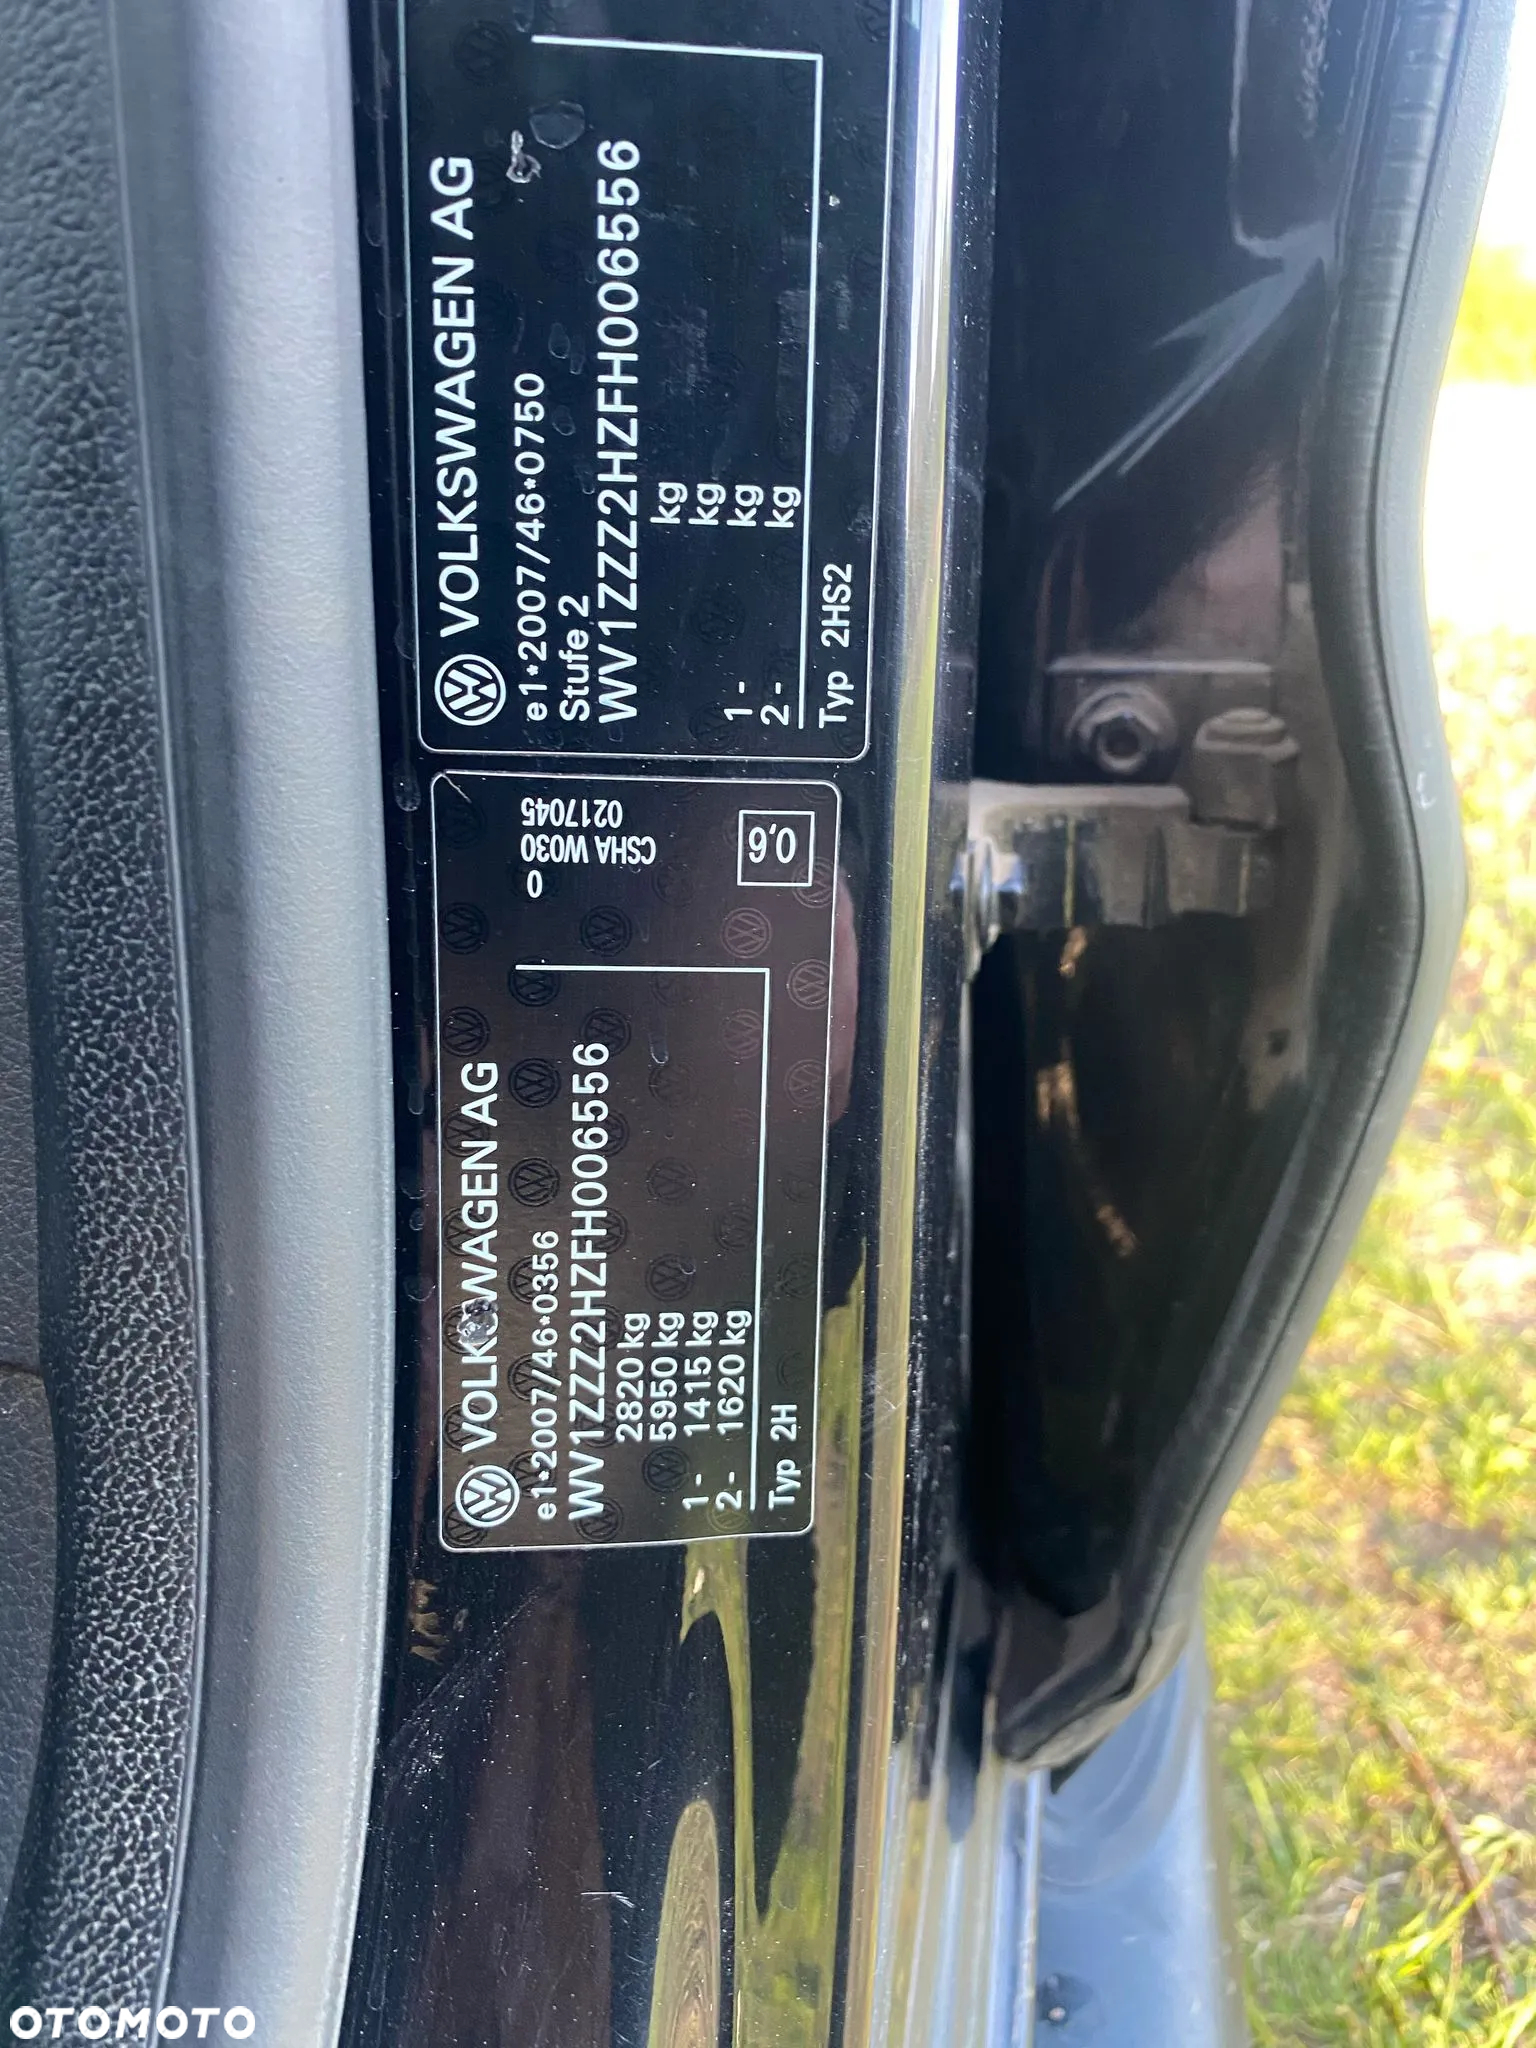 VOLKSWAGEN AG
e1*2007/46*0356
WV1ZZZ2HZFH006556
2820 kg
5950 kg
1- 1415 kg
2- 1620 kg
Typ 2H
0
CSHA W030
0217045
0,6
VOLKSWAGEN AG
e1*2007/46*0750
Stufe 2
WV1ZZZ2HZFH006556
kg
kg
1- kg
2- kg
Typ 2HS2
OTOMOTO